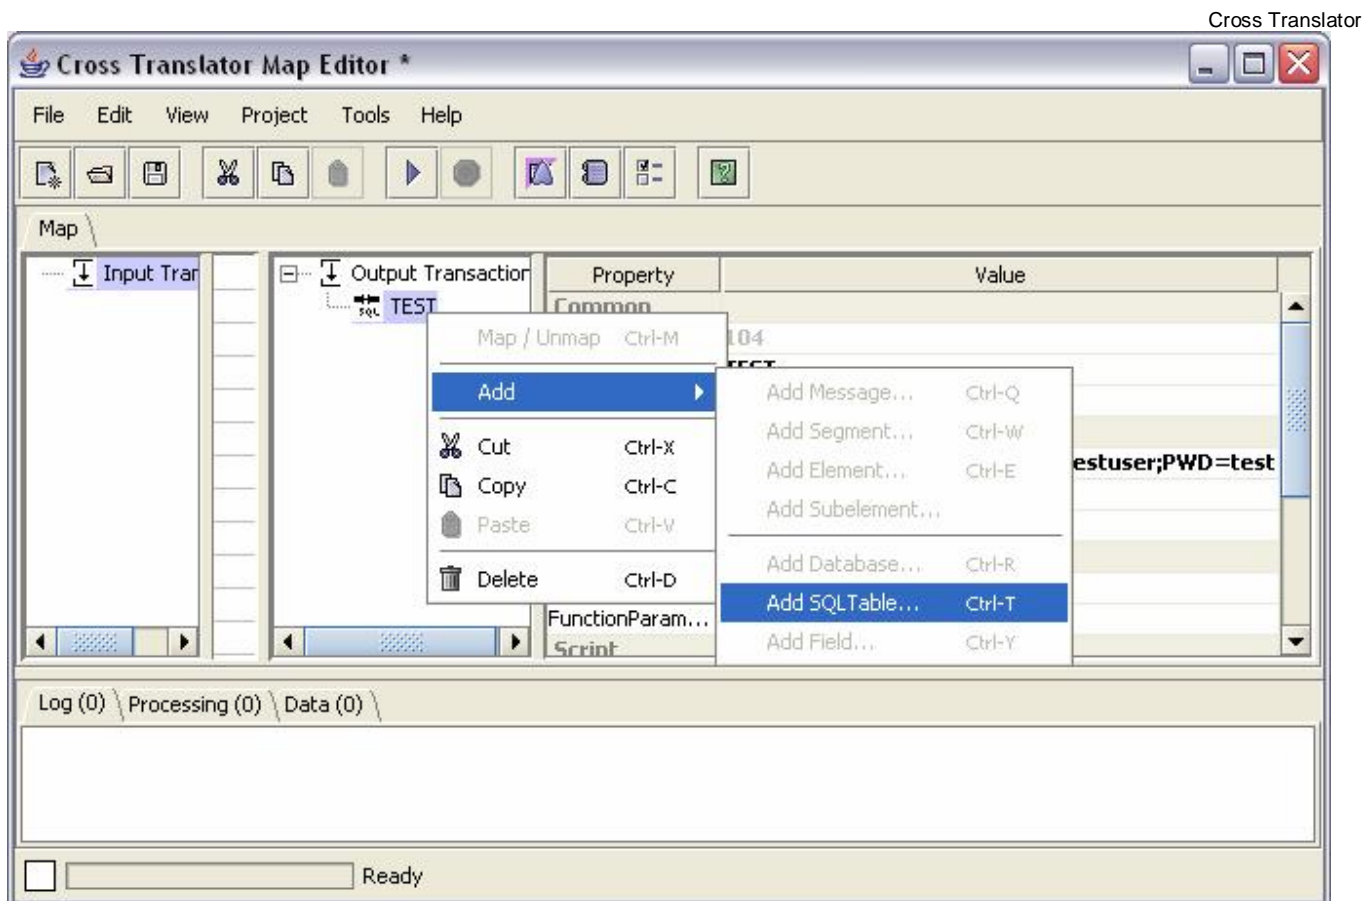 Cross Translator
Cross Translator Map Editor *
File Edit View Project Tools Help
Map
Input Tran
Output Transaction
SQL TEST
Property Value
Common
104
TEST
estuser;PWD=test
FunctionParam...
Script
Map / Unmap Ctrl-M
Add
Cut Ctrl-X
Copy Ctrl-C
Paste Ctrl-V
Delete Ctrl-D
Add Message... Ctrl-Q
Add Segment... Ctrl-W
Add Element... Ctrl-E
Add Subelement...
Add Database... Ctrl-R
Add SQLTable... Ctrl-T
Add Field... Ctrl-Y
Log (0) Processing (0) Data (0)
Ready